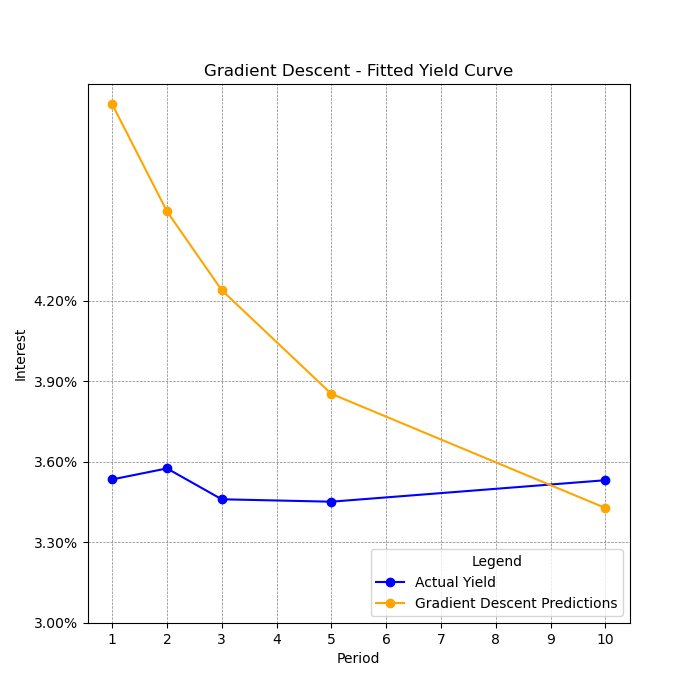 Gradient Descent - Fitted Yield Curve
Interest
4.20%
3.90%
3.60%
3.30%
3.00%
Legend
Actual Yield
Gradient Descent Predictions
1 2 3 4 5 6 7 8 9 10
Period